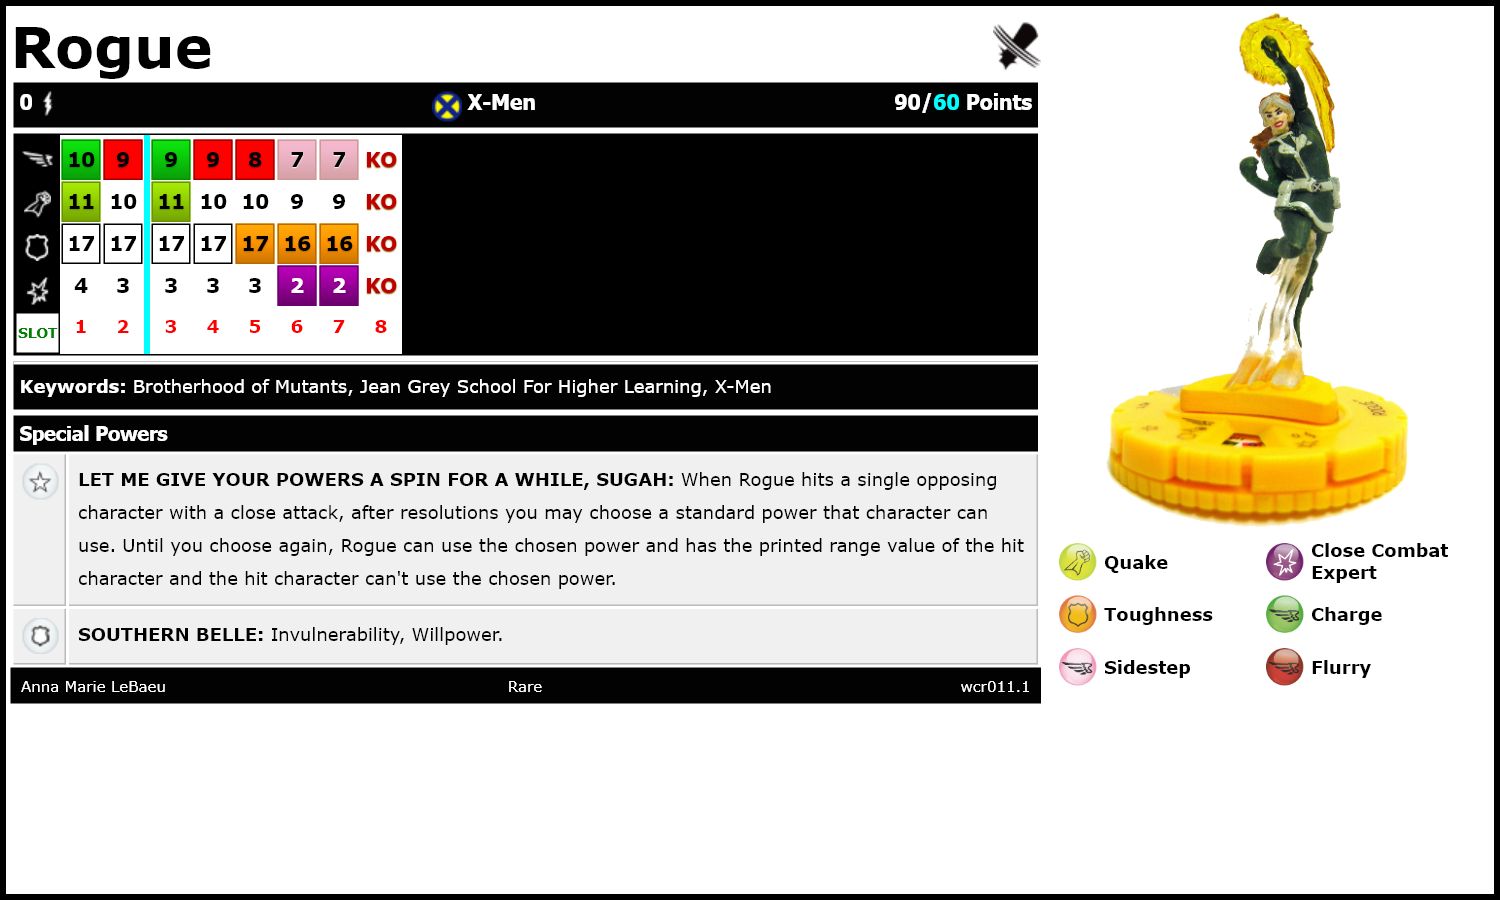 Rogue
0 X-Men 90/60 Points
10 9 9 9 8 7 7 KO
11 10 11 10 10 9 9 KO
17 17 17 17 17 16 16 KO
4 3 3 3 3 2 2 KO
SLOT 1 2 3 4 5 6 7 8
Keywords: Brotherhood of Mutants, Jean Grey School For Higher Learning, X-Men
Special Powers
LET ME GIVE YOUR POWERS A SPIN FOR A WHILE, SUGAH: When Rogue hits a single opposing
character with a close attack, after resolutions you may choose a standard power that character can
use. Until you choose again, Rogue can use the chosen power and has the printed range value of the hit
character and the hit character can't use the chosen power.
SOUTHERN BELLE: Invulnerability, Willpower.
Anna Marie LeBaeu Rare wcr011.1
ROGUE
Quake
Close Combat
Expert
Toughness
Charge
Sidestep
Flurry